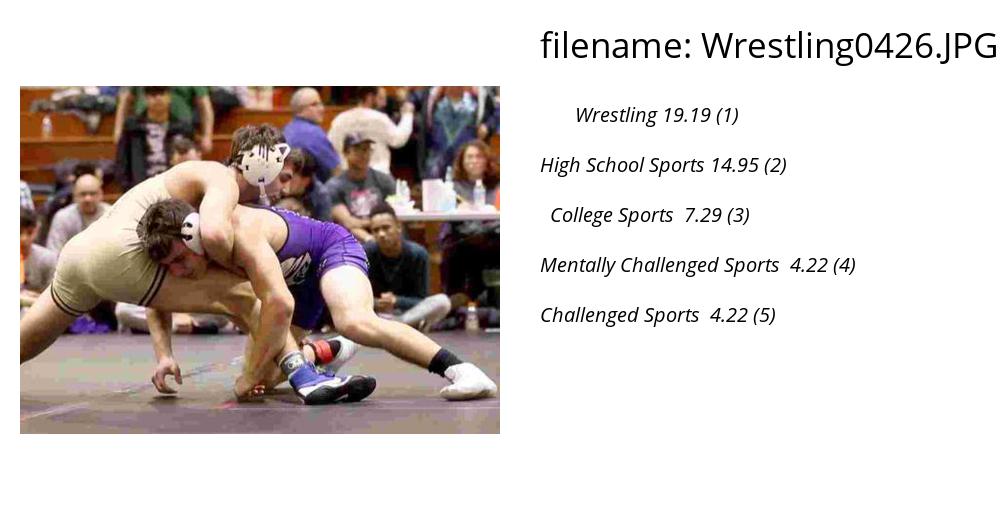 filename: Wrestling0426.JPG
Wrestling 19.19 (1)
High School Sports 14.95 (2)
College Sports 7.29 (3)
Mentally Challenged Sports 4.22 (4)
Challenged Sports 4.22 (5)